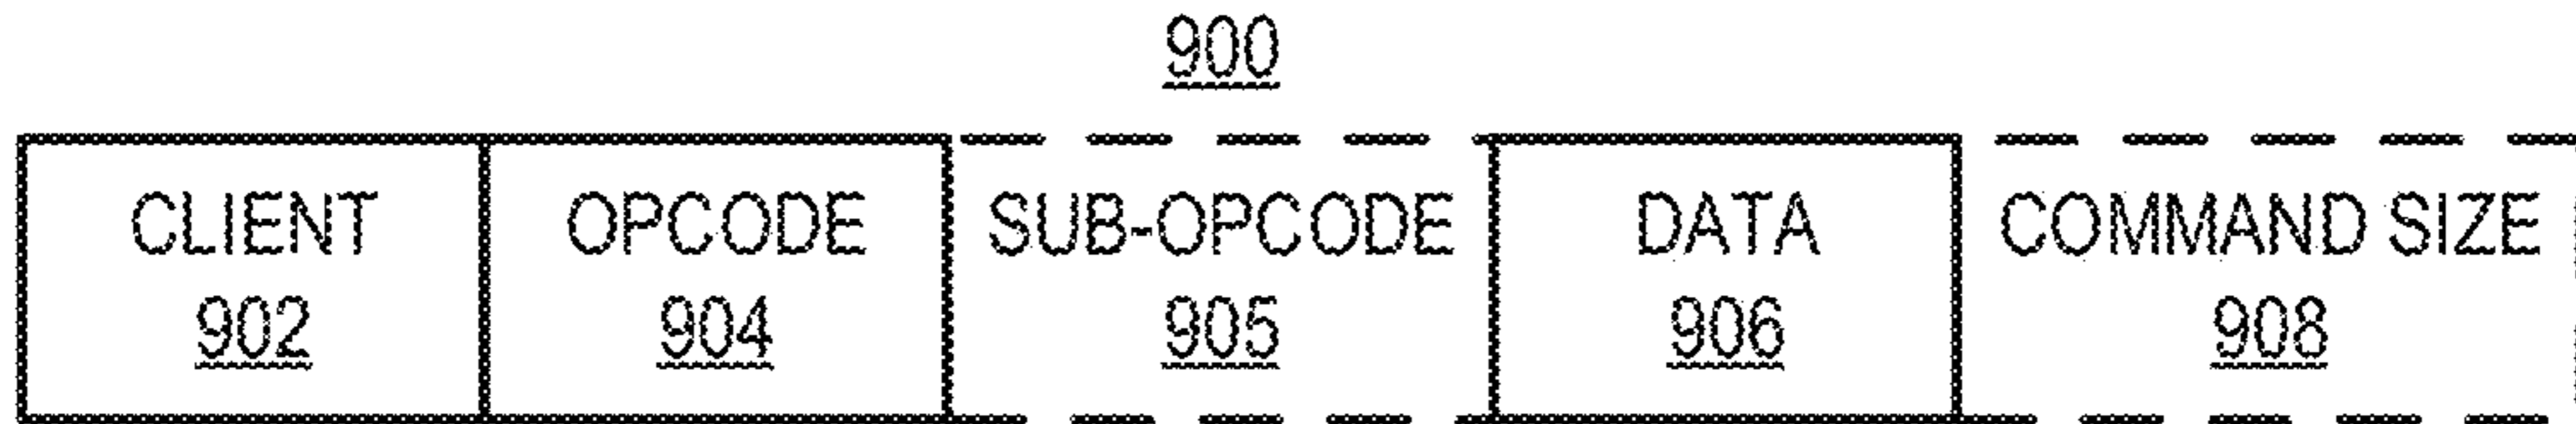 900
CLIENT OPCODE SUB-OPCODE DATA COMMAND SIZE
902 904 905 906 908